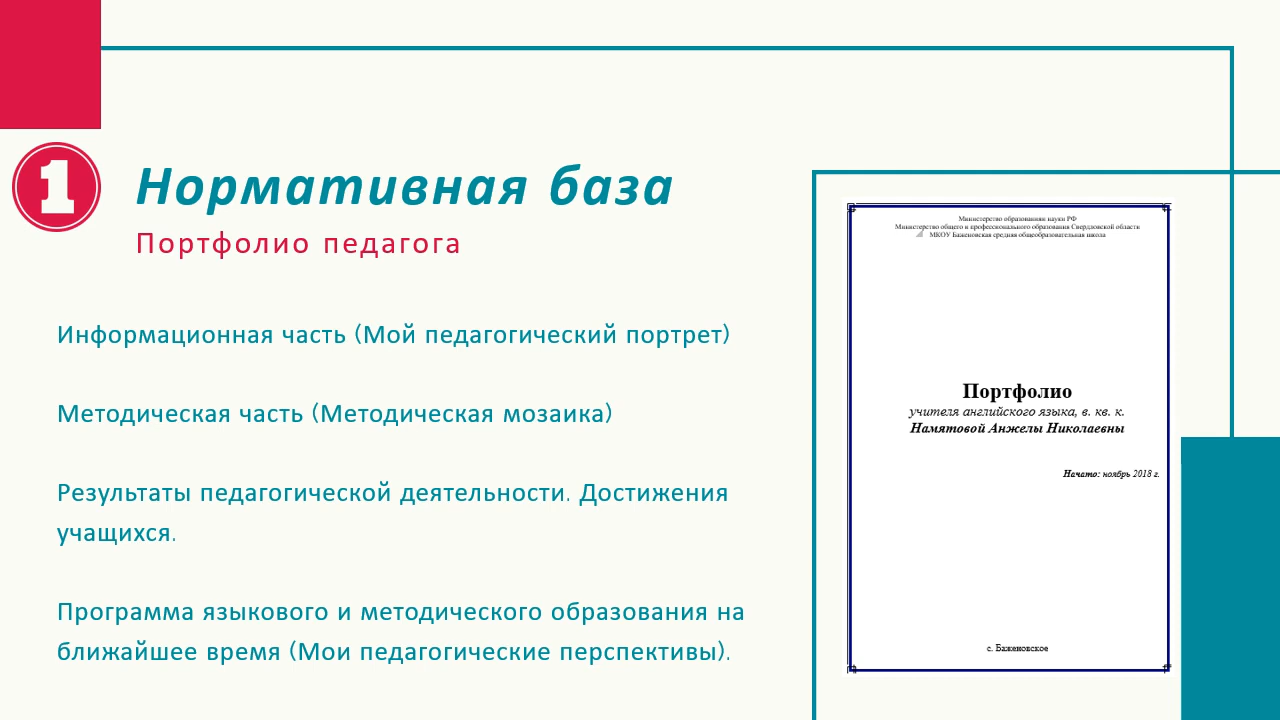 1
Нормативная база
Портфолио педагога
Информационная часть (Мой педагогический портрет)
Методическая часть (Методическая мозаика)
Результаты педагогической деятельности. Достижения
учащихся.
Программа языкового и методического образования на
ближайшее время (Мои педагогические перспективы).
Министерство образованияи науки РФ
Министерство общего и профессионального образования Свердловской области
МКОУ Баженовская средняя общеобразовательная школа
Портфолио
учителя английского языка, в. кв. к.
Намятовой Анжелы Николаевны
Начато: ноябрь 2018 г.
с. Баженовское